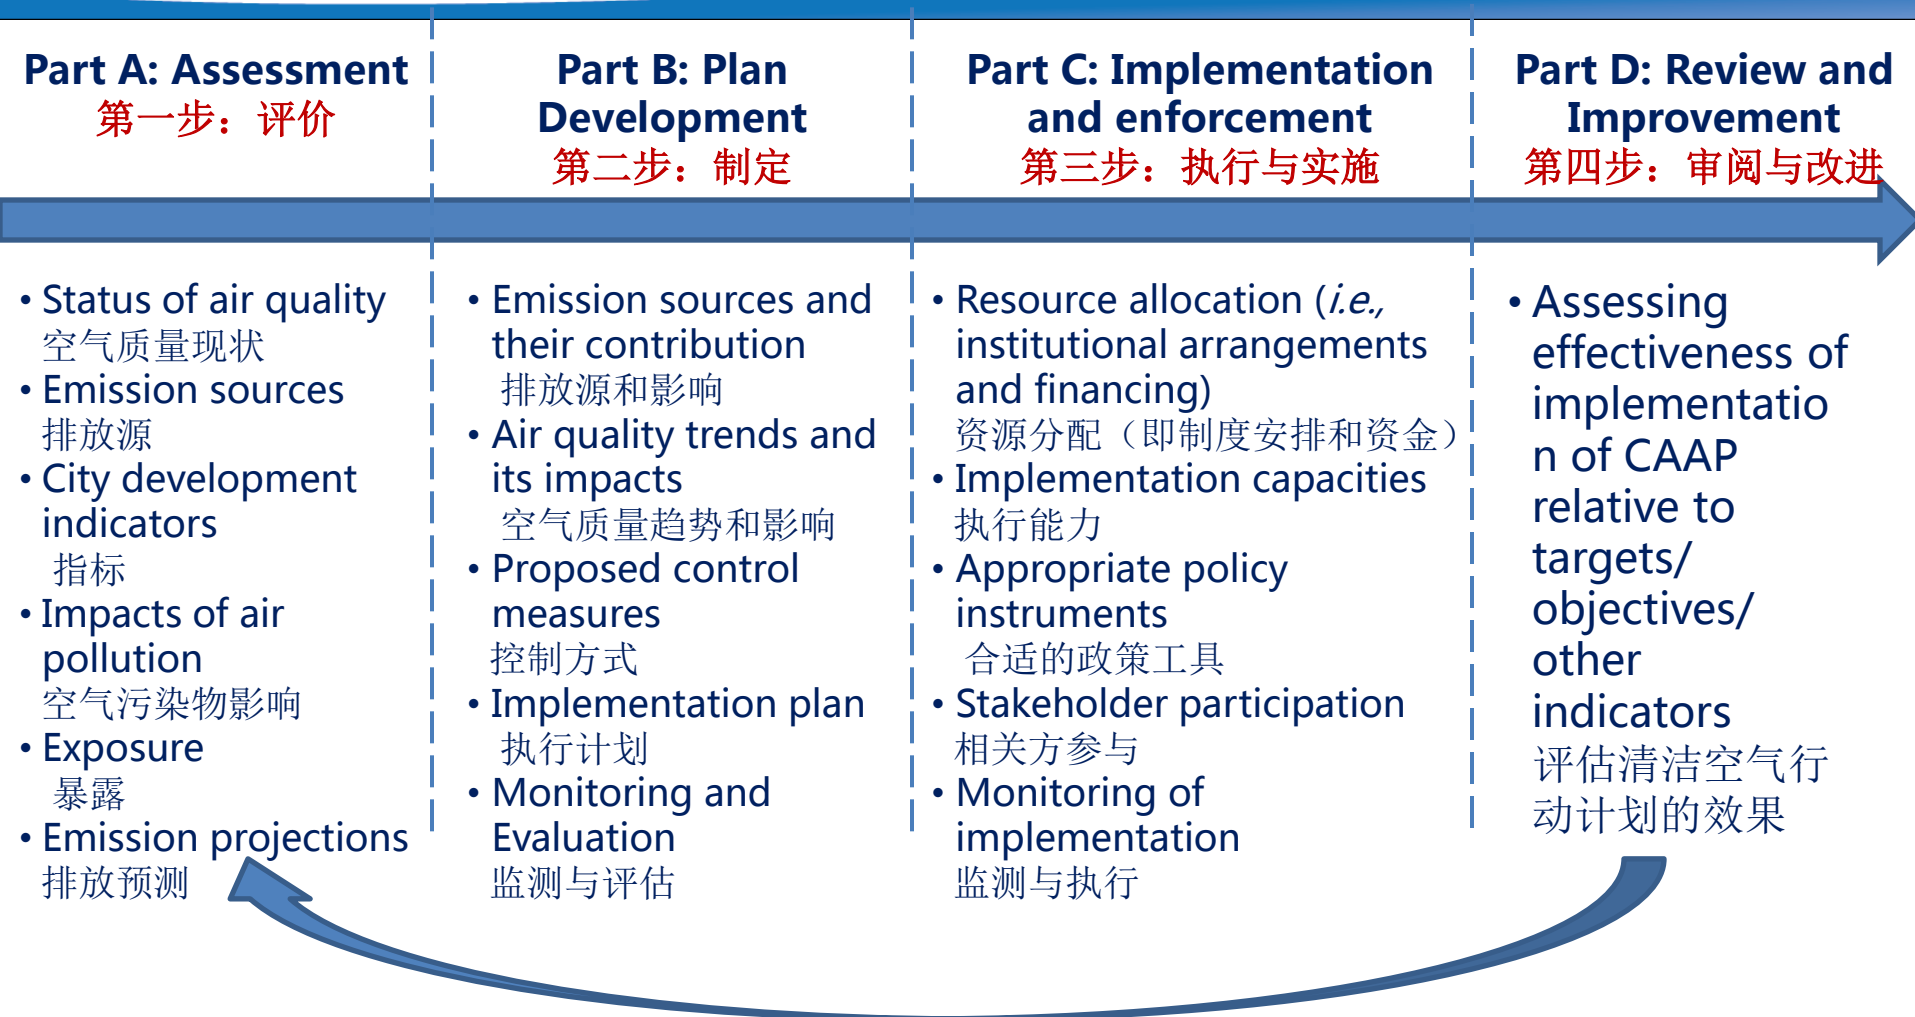 Part A: Assessment
第一步：评价
• Status of air quality
空气质量现状
• Emission sources
排放源
• City development
indicators
指标
• Impacts of air
pollution
空气污染物影响
• Exposure
暴露
• Emission projections
排放预测
Part B: Plan
Development
第二步：制定
• Emission sources and
their contribution
排放源和影响
• Air quality trends and
its impacts
空气质量趋势和影响
• Proposed control
measures
控制方式
• Implementation plan
执行计划
• Monitoring and
Evaluation
监测与评估
Part C: Implementation
and enforcement
第三步：执行与实施
• Resource allocation (i.e.,
institutional arrangements
and financing)
资源分配（即制度安排和资金）
• Implementation capacities
执行能力
• Appropriate policy
instruments
合适的政策工具
• Stakeholder participation
相关方参与
• Monitoring of
implementation
监测与执行
Part D: Review and
Improvement
第四步：审阅与改进
• Assessing
effectiveness of
implementatio
n of CAAP
relative to
targets/
objectives/
other
indicators
评估清洁空气行
动计划的效果